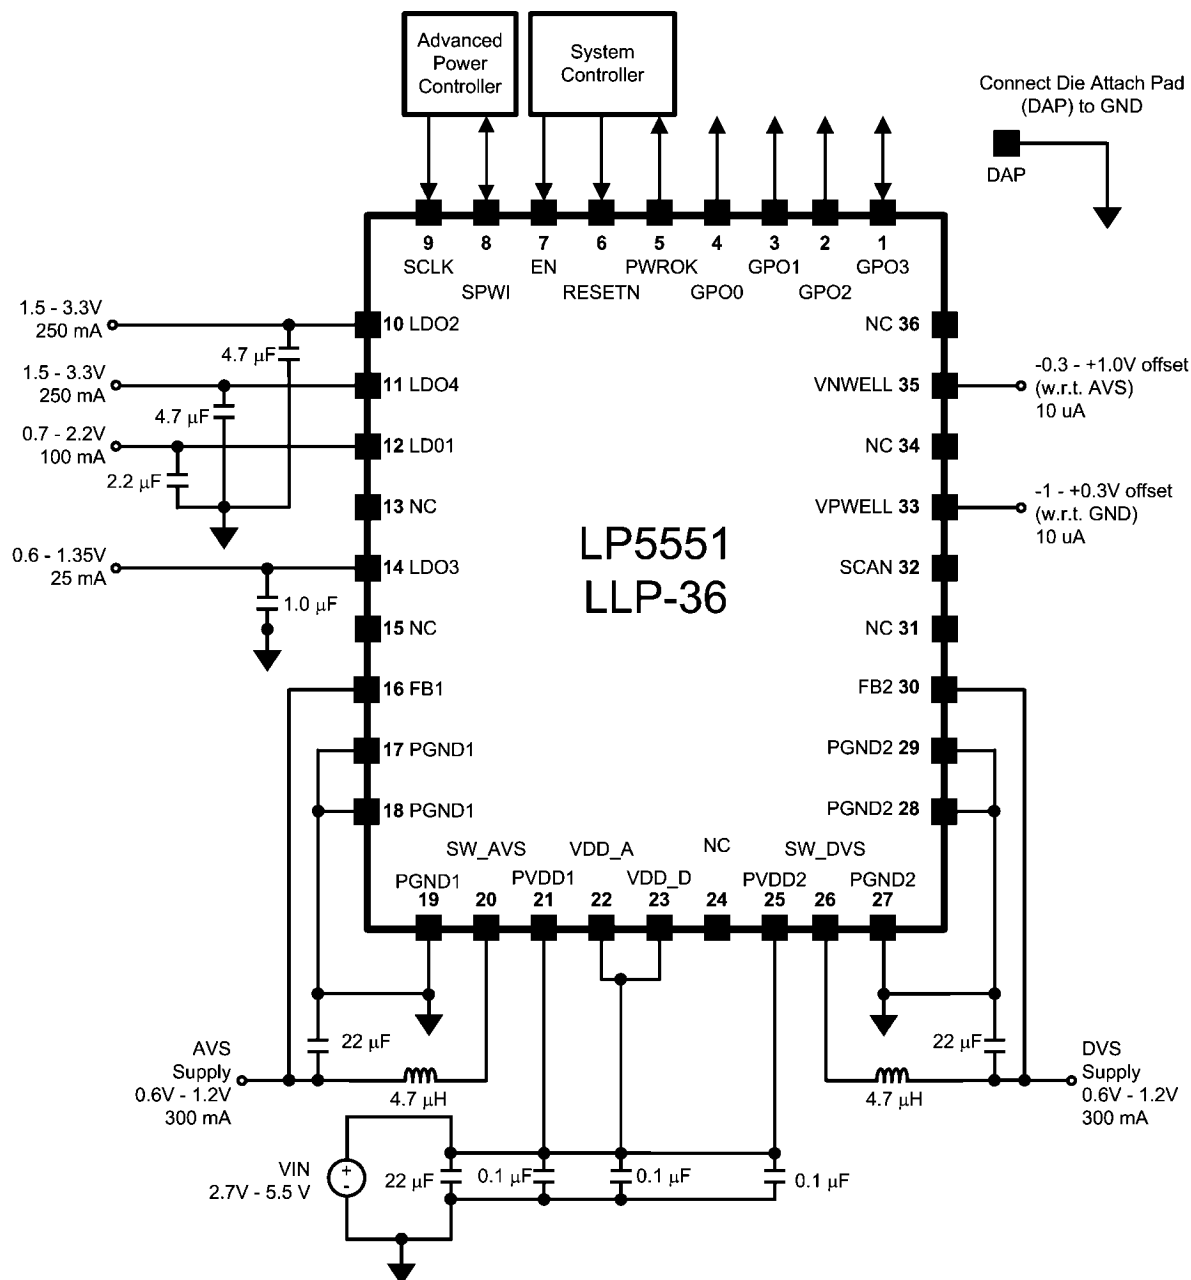 Advanced
Power
Controller
System
Controller
Connect Die Attach Pad
(DAP) to GND
DAP
9
8
7
6
5
4
3
2
1
SCLK
EN
PWROK
GPO1
GPO3
SPWI
RESETN
GPO0
GPO2
1.5 - 3.3V
250 mA
10 LDO2
4.7 µF
1.5 - 3.3V
250 mA
11 LDO4
4.7 µF
0.7 - 2.2V
100 mA
12 LD01
2.2 µF
13 NC
0.6 - 1.35V
25 mA
14 LDO3
1.0 µF
15 NC
16 FB1
17 PGND1
18 PGND1
LP5551
LLP-36
NC 36
VNWELL 35
-0.3 - +1.0V offset
(w.r.t. AVS)
10 uA
NC 34
VPWELL 33
-1 - +0.3V offset
(w.r.t. GND)
10 uA
SCAN 32
NC 31
FB2 30
PGND2 29
PGND2 28
SW_AVS
VDD_A
NC
SW_DVS
PGND1
PVDD1
VDD_D
PVDD2
PGND2
19
20
21
22
23
24
25
26
27
22 µF
AVS
Supply
0.6V - 1.2V
300 mA
4.7 µH
22 µF
DVS
Supply
0.6V - 1.2V
300 mA
4.7 µH
VIN
2.7V - 5.5 V
+
-
22 µF
0.1 µF
0.1 µF
0.1 µF